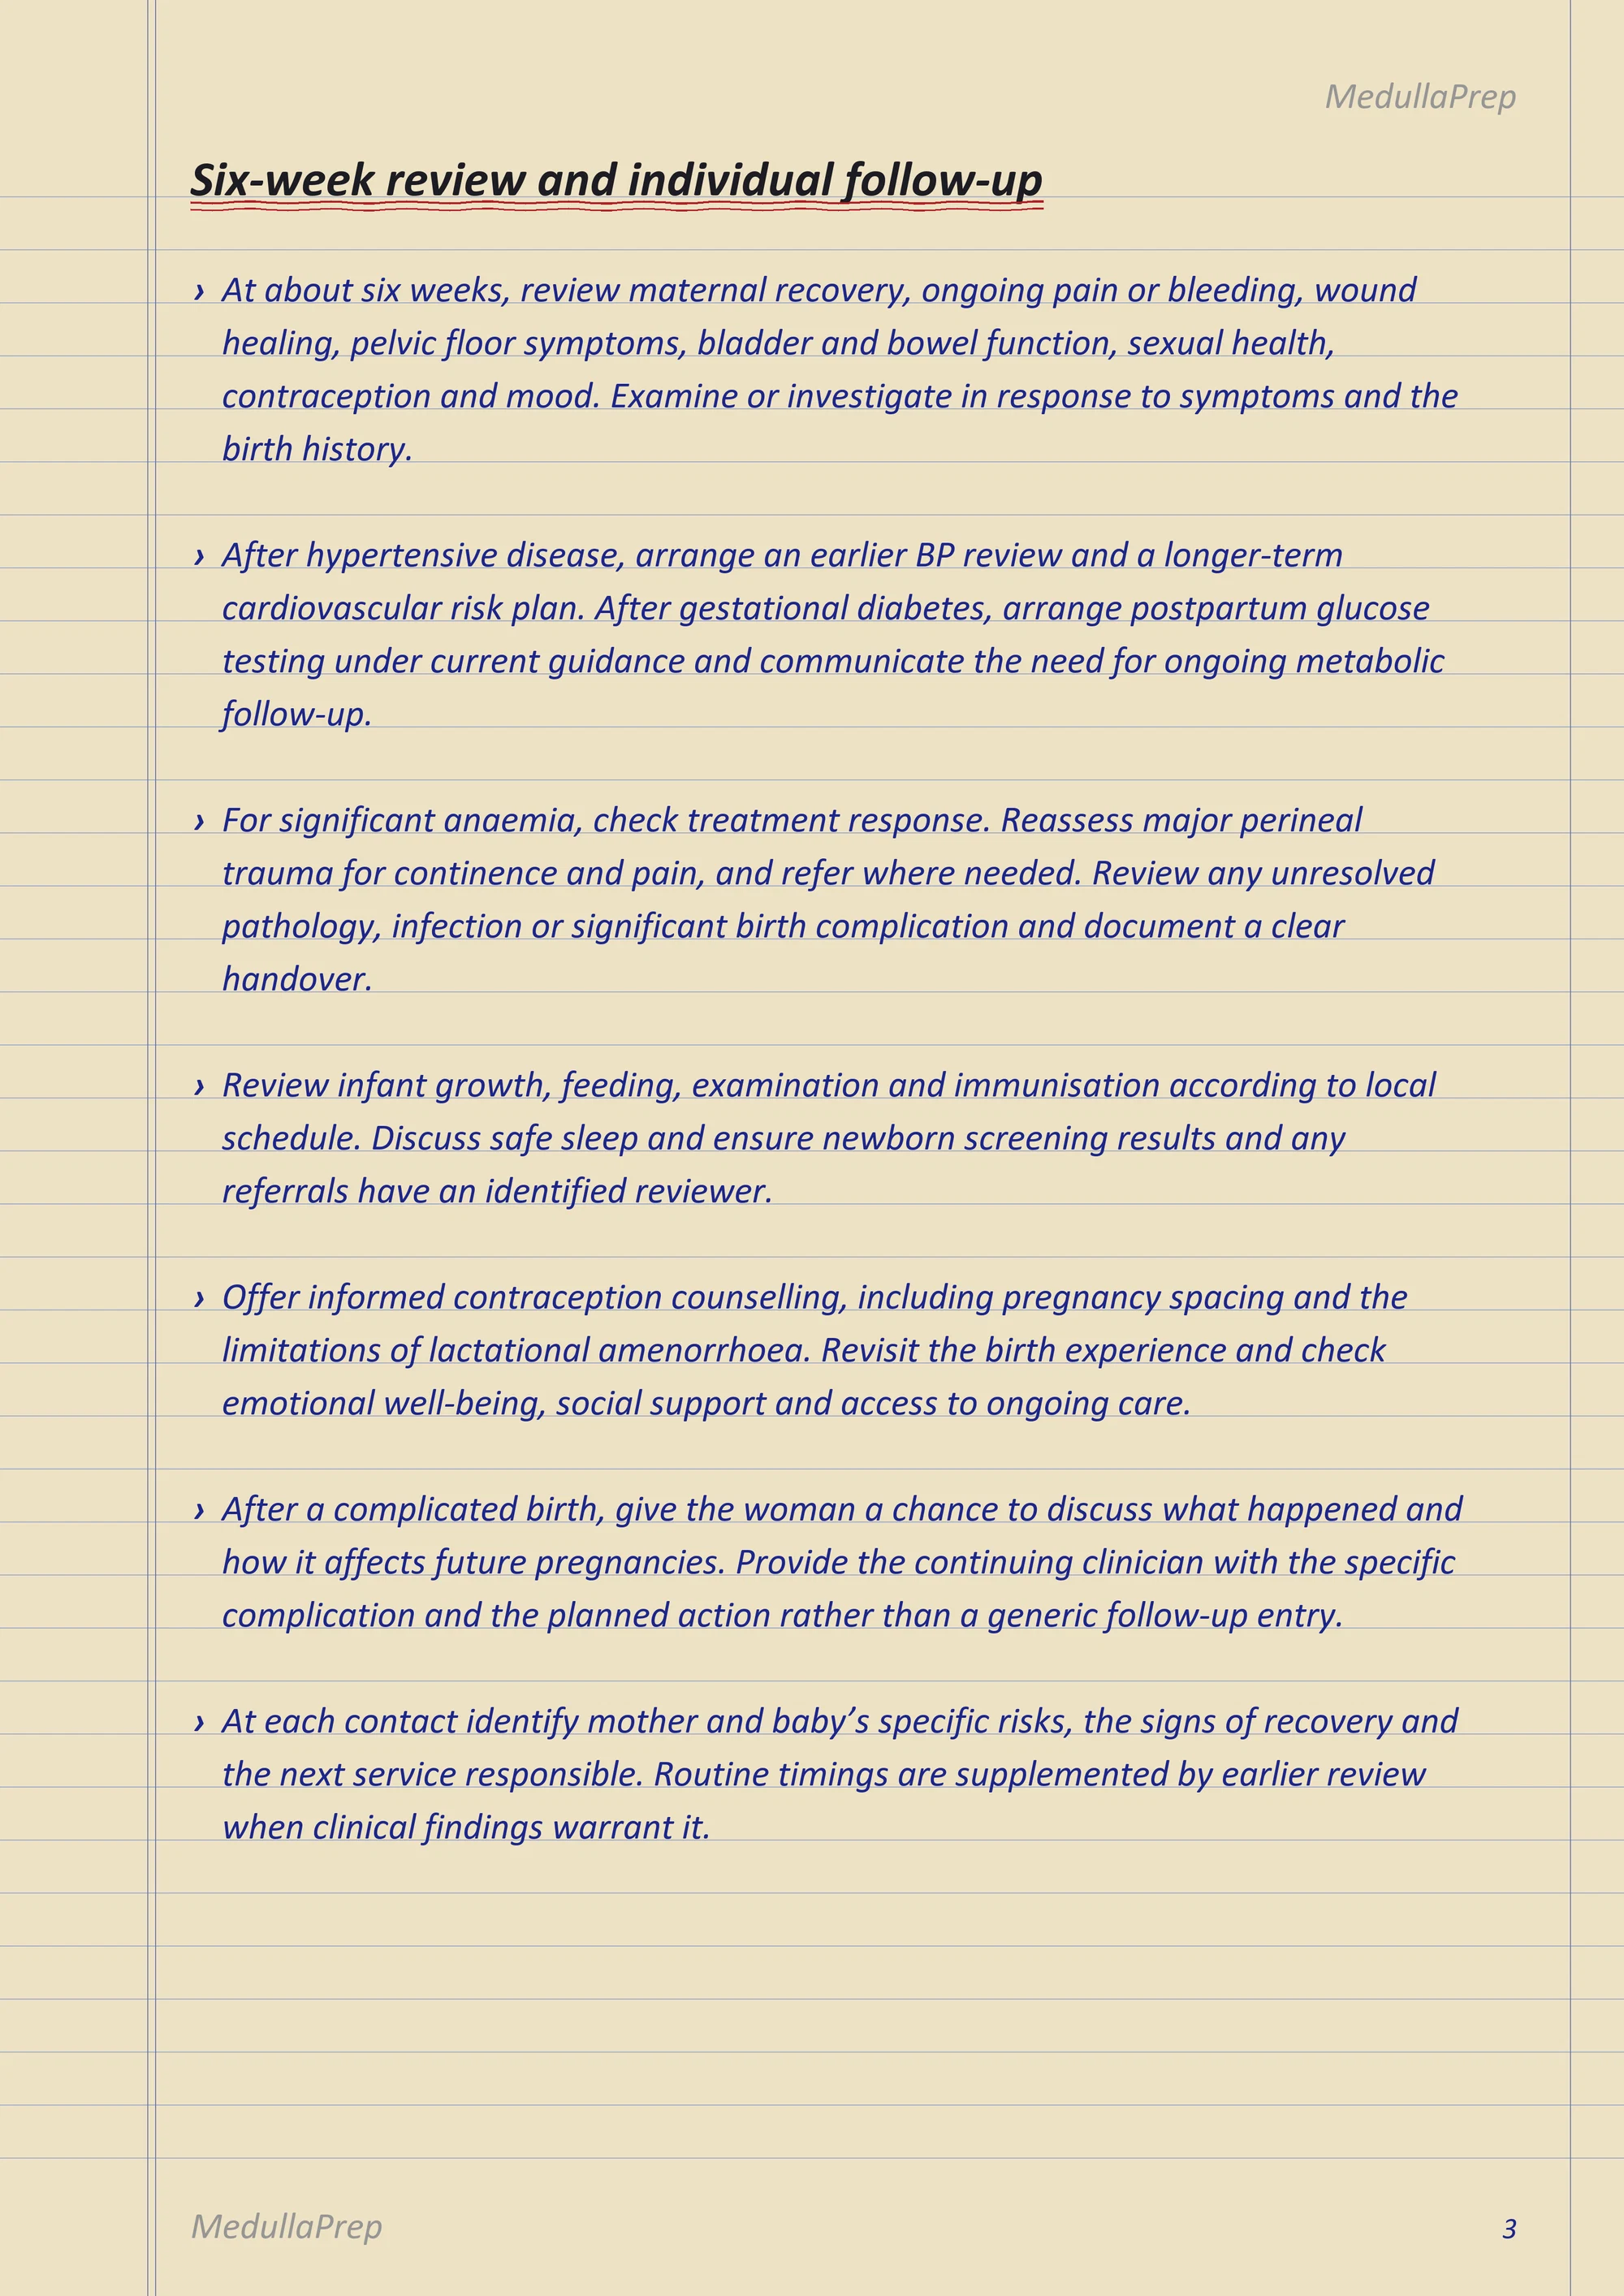 MedullaPrep
Six-week review and individual follow-up
› At about six weeks, review maternal recovery, ongoing pain or bleeding, wound
healing, pelvic floor symptoms, bladder and bowel function, sexual health,
contraception and mood. Examine or investigate in response to symptoms and the
birth history.
› After hypertensive disease, arrange an earlier BP review and a longer-term
cardiovascular risk plan. After gestational diabetes, arrange postpartum glucose
testing under current guidance and communicate the need for ongoing metabolic
follow-up.
› For significant anaemia, check treatment response. Reassess major perineal
trauma for continence and pain, and refer where needed. Review any unresolved
pathology, infection or significant birth complication and document a clear
handover.
› Review infant growth, feeding, examination and immunisation according to local
schedule. Discuss safe sleep and ensure newborn screening results and any
referrals have an identified reviewer.
› Offer informed contraception counselling, including pregnancy spacing and the
limitations of lactational amenorrhoea. Revisit the birth experience and check
emotional well-being, social support and access to ongoing care.
› After a complicated birth, give the woman a chance to discuss what happened and
how it affects future pregnancies. Provide the continuing clinician with the specific
complication and the planned action rather than a generic follow-up entry.
› At each contact identify mother and baby’s specific risks, the signs of recovery and
the next service responsible. Routine timings are supplemented by earlier review
when clinical findings warrant it.
MedullaPrep
3